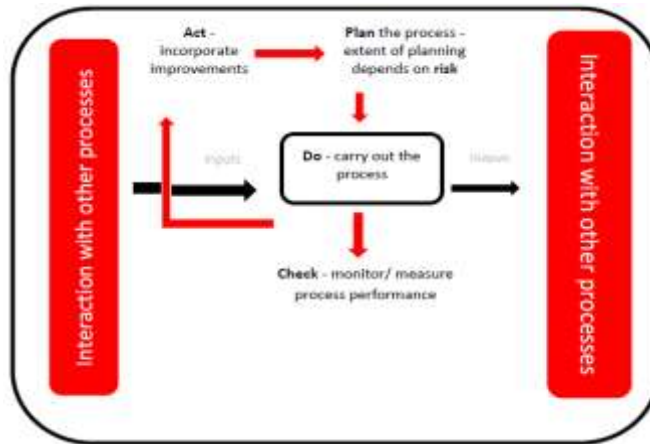 Interaction with other processes
Act -
incorporate
improvements
Plan the process -
extent of planning
depends on risk
inputs
Do - carry out the
process
Check - monitor/ measure
process performance
Interaction with other processes